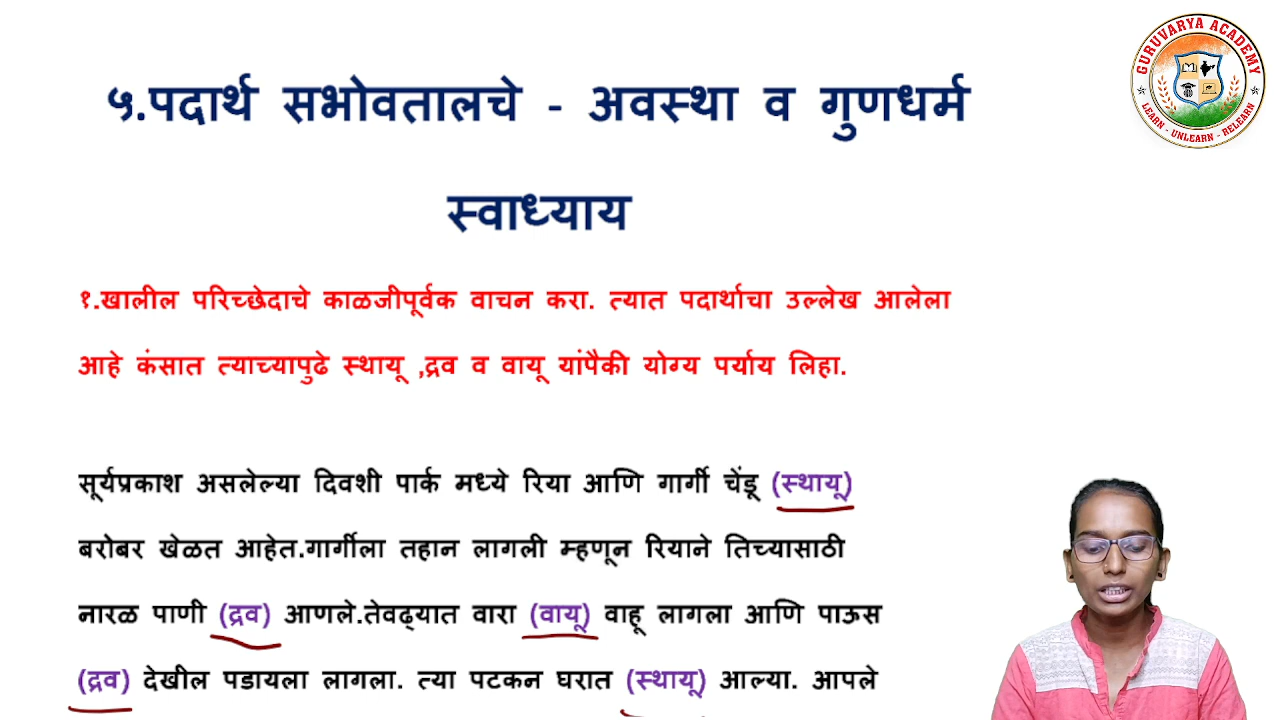 GURUVARYA ACADEMY
LEARN - UNLEARN - RELEARN
५.पदार्थ सभोवतालचे - अवस्था व गुणधर्म
स्वाध्याय
१.खालील परिच्छेदाचे काळजीपूर्वक वाचन करा. त्यात पदार्थाचा उल्लेख आलेला
आहे कंसात त्याच्यापुढे स्थायू ,द्रव व वायू यांपैकी योग्य पर्याय लिहा.
सूर्यप्रकाश असलेल्या दिवशी पार्क मध्ये रिया आणि गार्गी चेंडू (स्थायू)
बरोबर खेळत आहेत.गार्गीला तहान लागली म्हणून रियाने तिच्यासाठी
नारळ पाणी (द्रव) आणले.तेवढ्यात वारा (वायू) वाहू लागला आणि पाऊस
(द्रव) देखील पडायला लागला. त्या पटकन घरात (स्थायू) आल्या. आपले